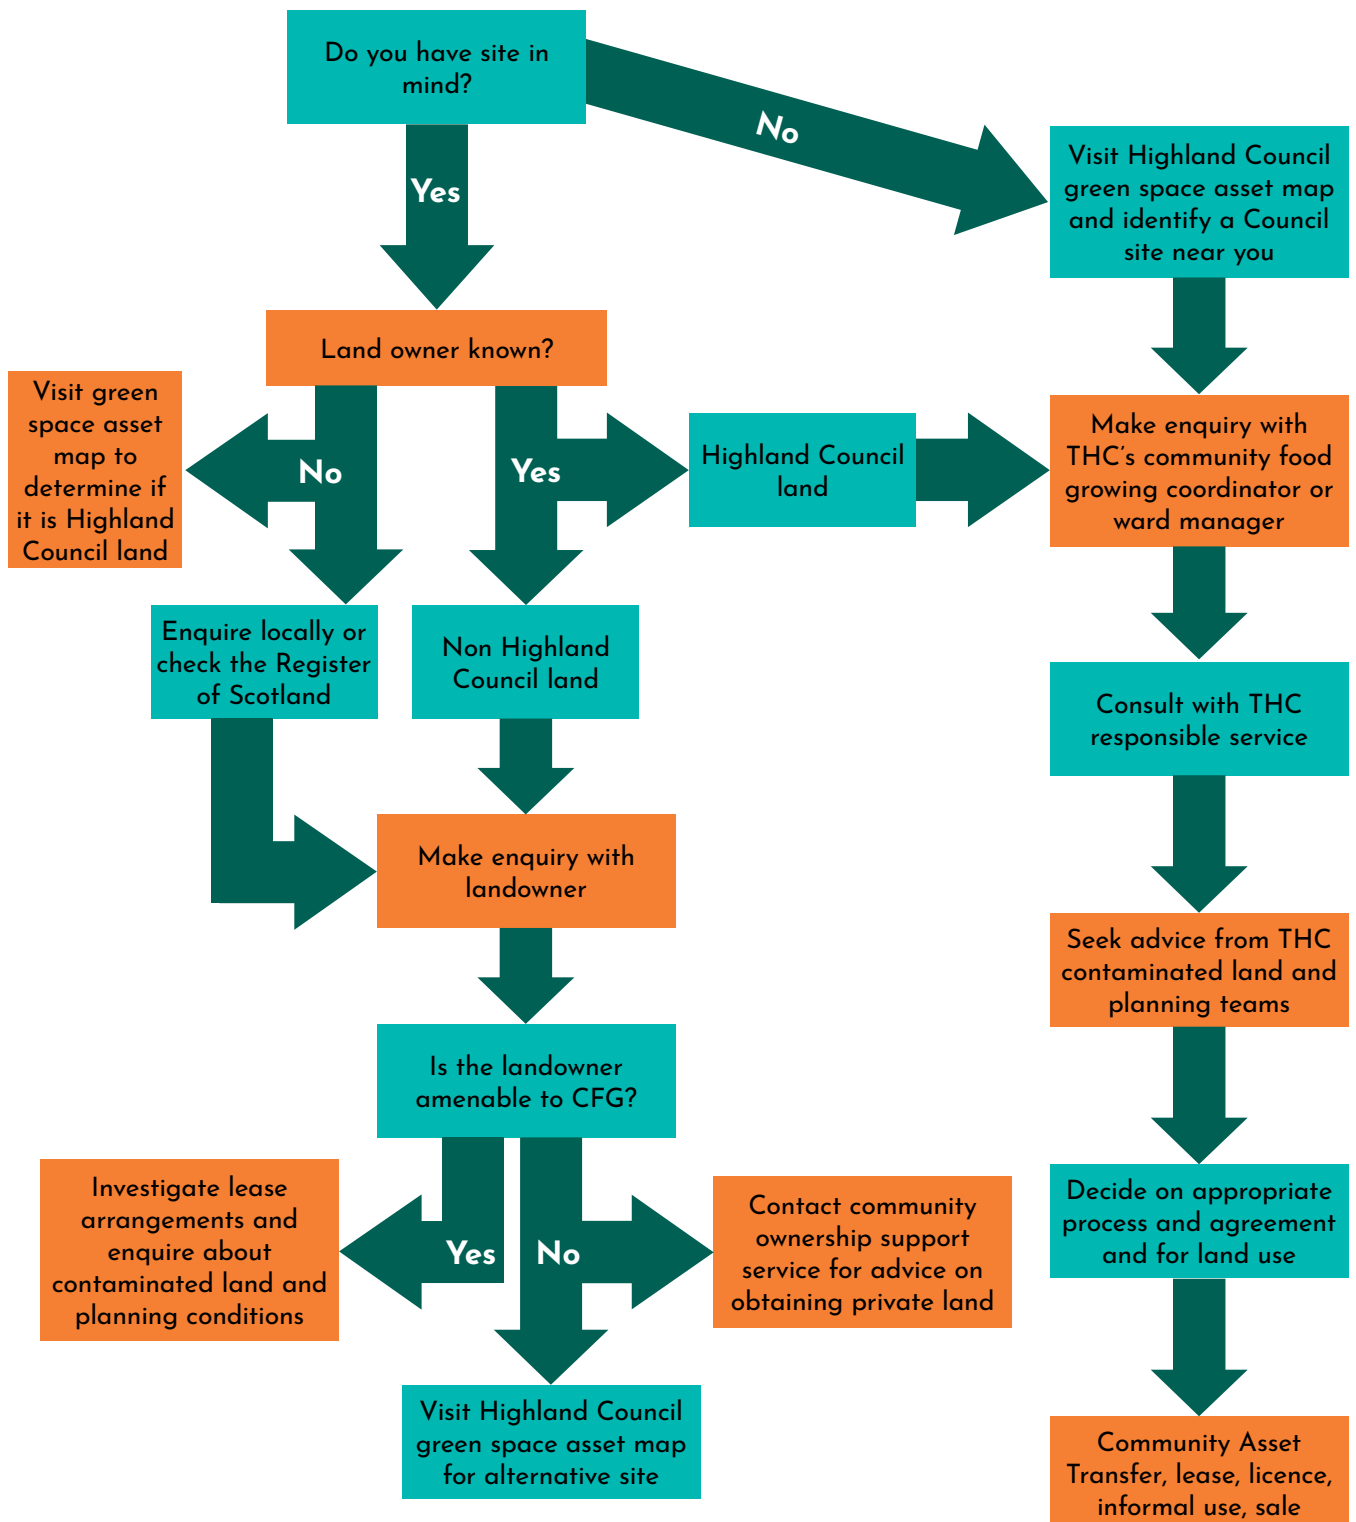 Do you have site in
mind?
No
Yes
Visit Highland Council
green space asset map
and identify a Council
site near you
Land owner known?
Visit green
space asset
map to
determine if
it is Highland
Council land
No
Yes
Highland Council
land
Make enquiry with
THC's community food
growing coordinator or
ward manager
Enquire locally or
check the Register
of Scotland
Non Highland
Council land
Consult with THC
responsible service
Make enquiry with
landowner
Seek advice from THC
contaminated land and
planning teams
Is the landowner
amenable to CFG?
Investigate lease
arrangements and
enquire about
contaminated land and
planning conditions
Yes
No
Contact community
ownership support
service for advice on
obtaining private land
Decide on appropriate
process and agreement
and for land use
Visit Highland Council
green space asset map
for alternative site
Community Asset
Transfer, lease, licence,
informal use, sale